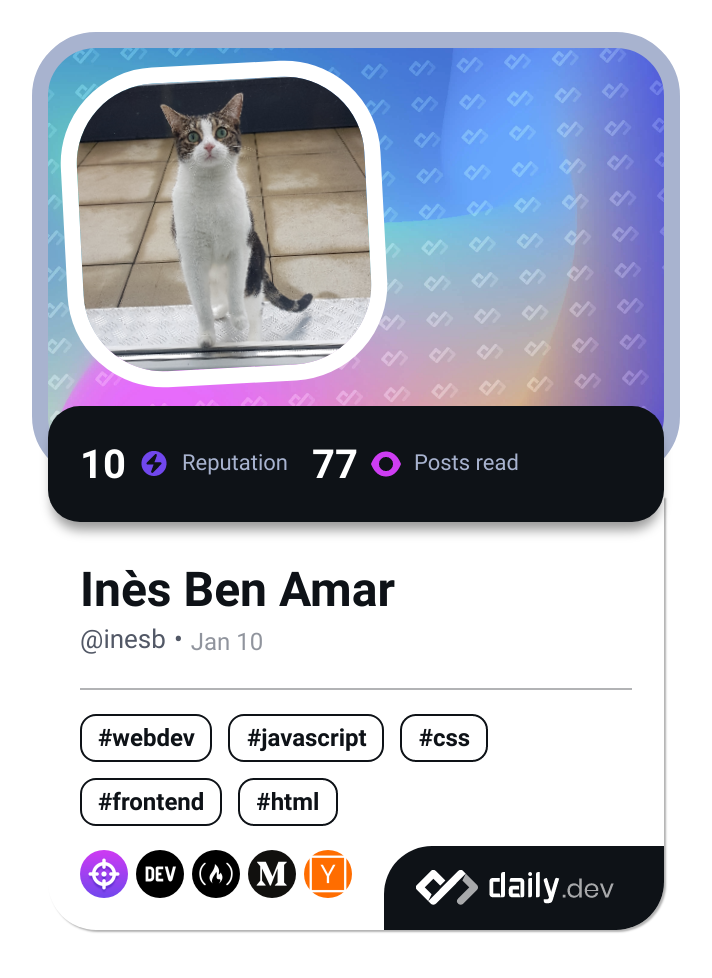 10 Reputation 77 Posts read
Inès Ben Amar
@inesb • Jan 10
#webdev #javascript #css
#frontend #html
DEV M Y daily.dev